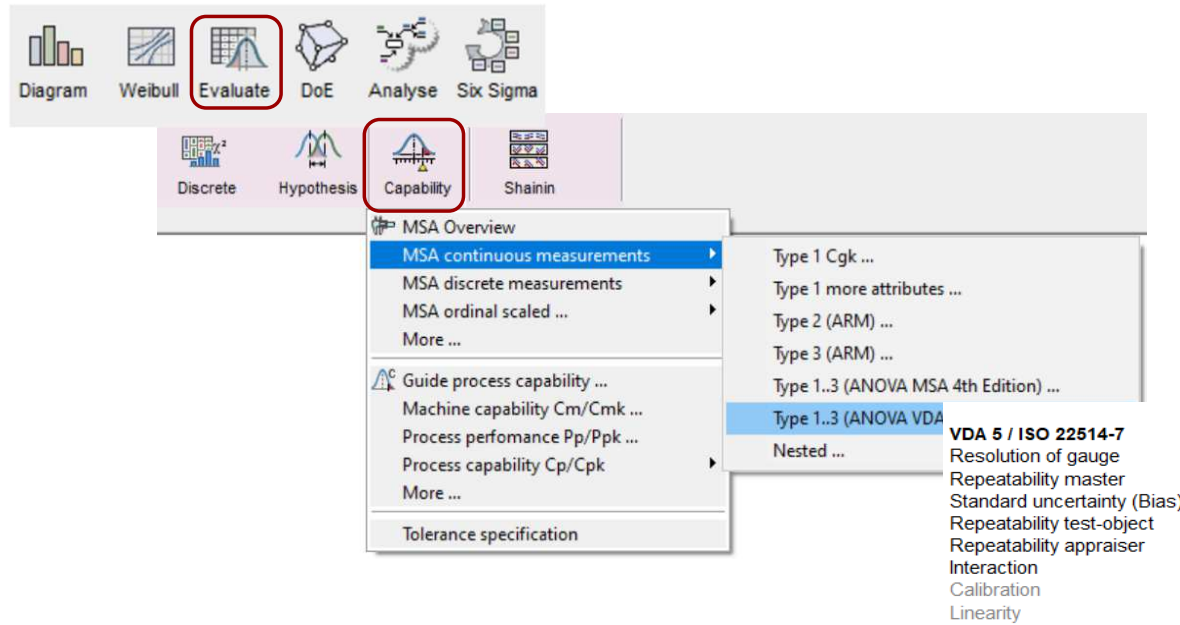 Diagram Weibull Evaluate DoE Analyse Six Sigma
Discrete Hypothesis Capability Shainin
MSA Overview
MSA continuous measurements
MSA discrete measurements
MSA ordinal scaled ...
More ...
Guide process capability ...
Machine capability Cm/Cmk ...
Process perfomance Pp/Ppk ...
Process capability Cp/Cpk
More ...
Tolerance specification
Type 1 Cgk ...
Type 1 more attributes ...
Type 2 (ARM) ...
Type 3 (ARM) ...
Type 1..3 (ANOVA MSA 4th Edition) ...
Type 1..3 (ANOVA VDA
Nested ...
VDA 5 / ISO 22514-7
Resolution of gauge
Repeatability master
Standard uncertainty (Bias)
Repeatability test-object
Repeatability appraiser
Interaction
Calibration
Linearity